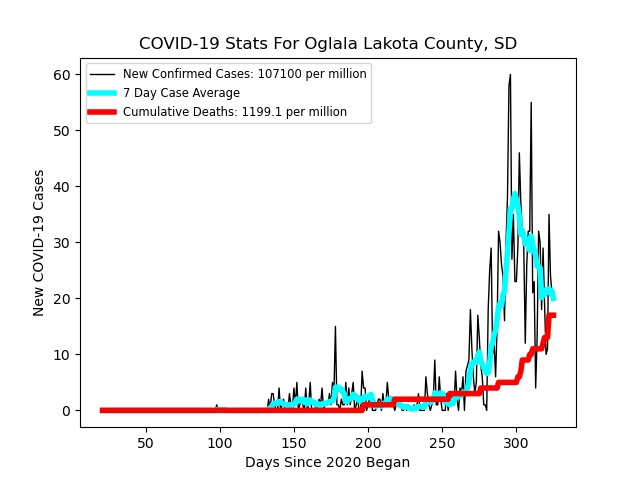 COVID-19 Stats For Oglala Lakota County, SD
New Confirmed Cases: 107100 per million
7 Day Case Average
Cumulative Deaths: 1199.1 per million
New COVID-19 Cases
60
50
40
30
20
10
0
50 100 150 200 250 300
Days Since 2020 Began